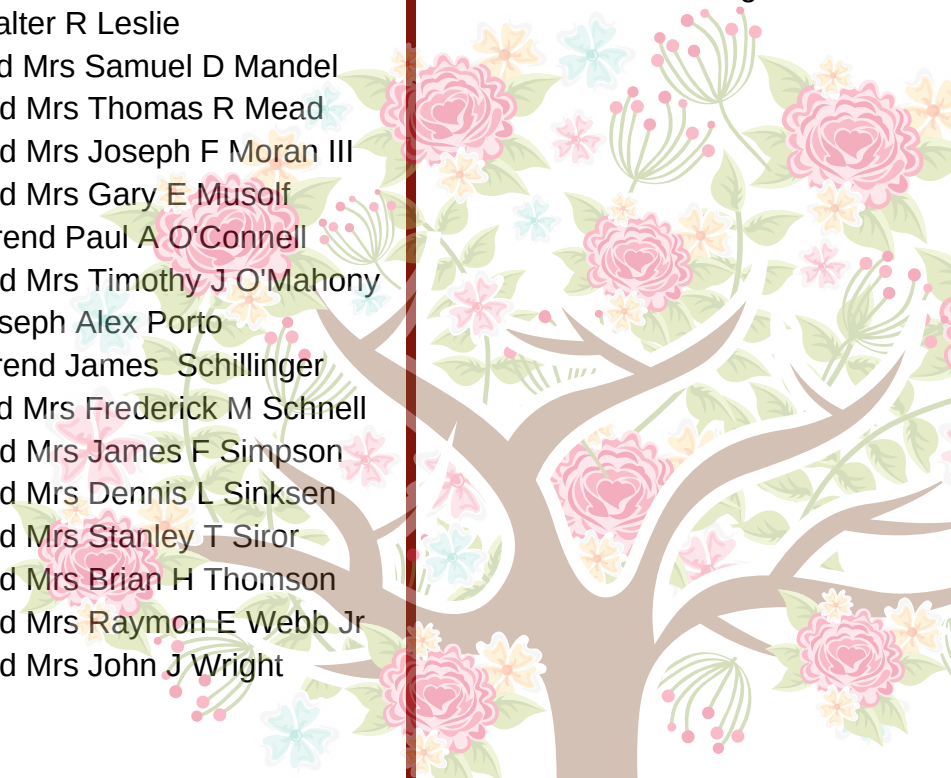 alter R Leslie
d Mrs Samuel D Mandel
d Mrs Thomas R Mead
d Mrs Joseph F Moran III
d Mrs Gary E Musolf
rend Paul A O'Connell
d Mrs Timothy J O'Mahony
seph Alex Porto
rend James  Schillinger
d Mrs Frederick M Schnell
d Mrs James F Simpson
d Mrs Dennis L Sinksen
d Mrs Stanley T Siror
d Mrs Brian H Thomson
d Mrs Raymon E Webb Jr
d Mrs John J Wright